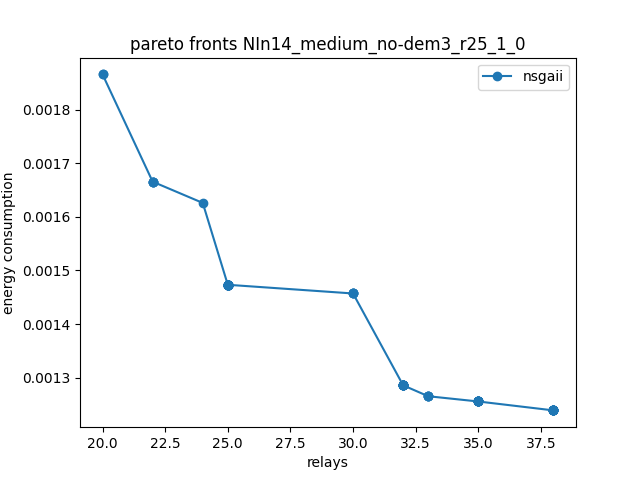 pareto fronts NIn14_medium_no-dem3_r25_1_0
nsgaii
energy consumption
0.0018
0.0017
0.0016
0.0015
0.0014
0.0013
20.0 22.5 25.0 27.5 30.0 32.5 35.0 37.5
relays